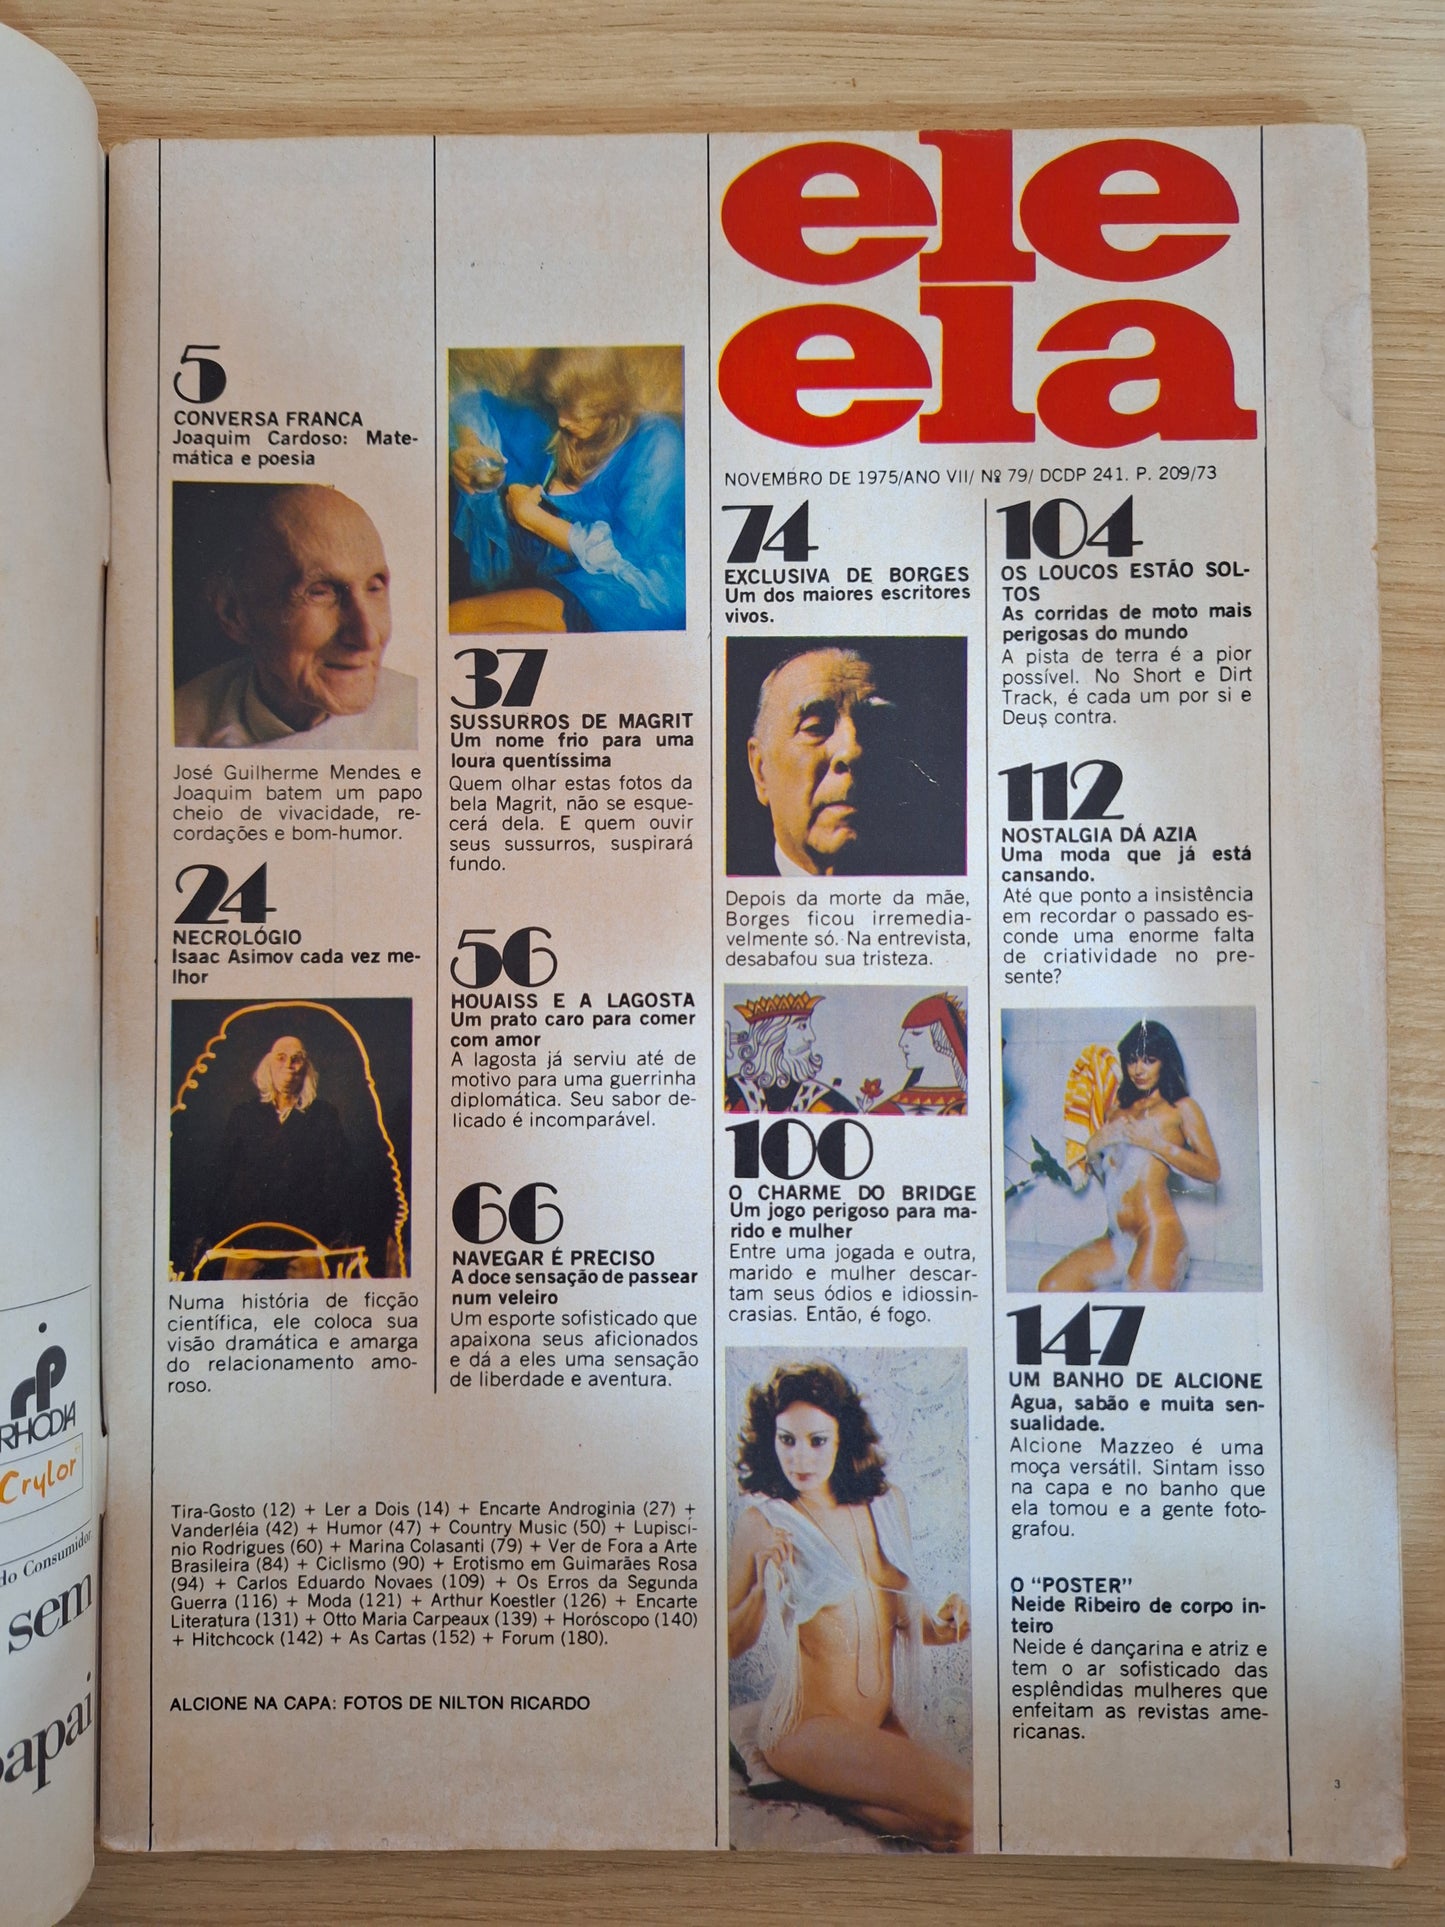 ele
ela
NOVEMBRO DE 1975/ANO VII/ Nº 79/ DCDP 241. P. 209/73
5
CONVERSA FRANCA
Joaquim Cardoso: Mate-
mática e poesia
José Guilherme Mendes e
Joaquim batem um papo
cheio de vivacidade, re-
cordações e bom-humor.
24
NECROLÓGIO
Isaac Asimov cada vez me-
lhor
Numa história de ficção
científica, ele coloca sua
visão dramática e amarga
do relacionamento amo-
roso.
37
SUSSURROS DE MAGRIT
Um nome frio para uma
loura quentíssima
Quem olhar estas fotos da
bela Magrit, não se esque-
cerá dela. E quem ouvir
seus sussurros, suspirará
fundo.
56
HOUAISS E A LAGOSTA
Um prato caro para comer
com amor
A lagosta já serviu até de
motivo para uma guerrinha
diplomática. Seu sabor de-
licado é incomparável.
66
NAVEGAR É PRECISO
A doce sensação de passear
num veleiro
Um esporte sofisticado que
apaixona seus aficionados
e dá a eles uma sensação
de liberdade e aventura.
74
EXCLUSIVA DE BORGES
Um dos maiores escritores
vivos.
Depois da morte da mãe,
Borges ficou irremedia-
velmente só. Na entrevista,
desabafou sua tristeza.
100
O CHARME DO BRIDGE
Um jogo perigoso para ma-
rido e mulher
Entre uma jogada e outra,
marido e mulher descar-
tam seus ódios e idiossin-
crasias. Então, é fogo.
104
OS LOUCOS ESTÃO SOL-
TOS
As corridas de moto mais
perigosas do mundo
A pista de terra é a pior
possível. No Short e Dirt
Track, é cada um por si e
Deus contra.
112
NOSTALGIA DÁ AZIA
Uma moda que já está
cansando.
Até que ponto a insistência
em recordar o passado es-
conde uma enorme falta
de criatividade no pre-
sente?
147
UM BANHO DE ALCIONE
Agua, sabão e muita sen-
sualidade.
Alcione Mazzeo é uma
moça versátil. Sintam isso
na capa e no banho que
ela tomou e a gente foto-
grafou.
O "POSTER"
Neide Ribeiro de corpo in-
teiro
Neide é dançarina e atriz e
tem o ar sofisticado das
esplêndidas mulheres que
enfeitam as revistas ame-
ricanas.
Tira-Gosto (12) + Ler a Dois (14) + Encarte Androginia (27) +
Vanderléia (42) + Humor (47) + Country Music (50) + Lupisci-
nio Rodrigues (60) + Marina Colasanti (79) + Ver de Fora a Arte
Brasileira (84) + Ciclismo (90) + Erotismo em Guimarães Rosa
(94) + Carlos Eduardo Novaes (109) + Os Erros da Segunda
Guerra (116) + Moda (121) + Arthur Koestler (126) + Encarte
Literatura (131) + Otto Maria Carpeaux (139) + Horóscopo (140)
+ Hitchcock (142) + As Cartas (152) + Forum (180).
ALCIONE NA CAPA: FOTOS DE NILTON RICARDO
3
RHODIA
Crylor
do Consumidor
sem
papai